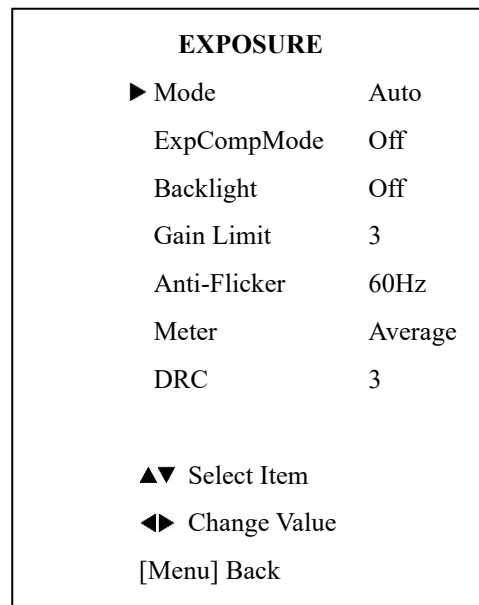 EXPOSURE
▶ Mode Auto
ExpCompMode Off
Backlight Off
Gain Limit 3
Anti-Flicker 60Hz
Meter Average
DRC 3
▲▼ Select Item
◀▶ Change Value
[Menu] Back